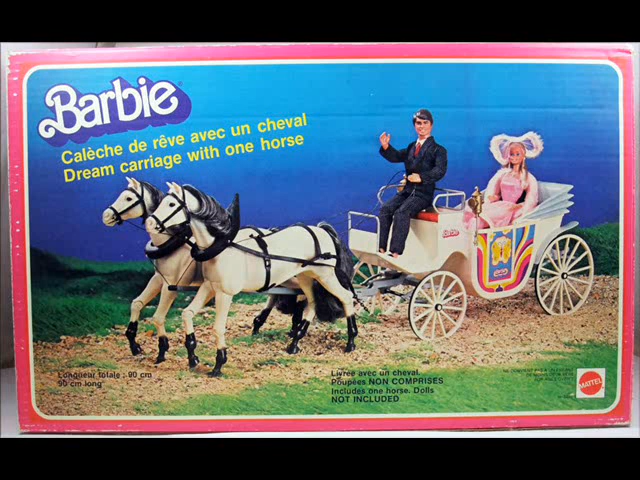 Barbie
Calèche de rêve avec un cheval
Dream carriage with one horse
Barbie
Longueur totale : 90 cm
90 cm long
Livrée avec un cheval.
Poupées NON COMPRISES
Includes one horse. Dolls
NOT INCLUDED
MATTEL